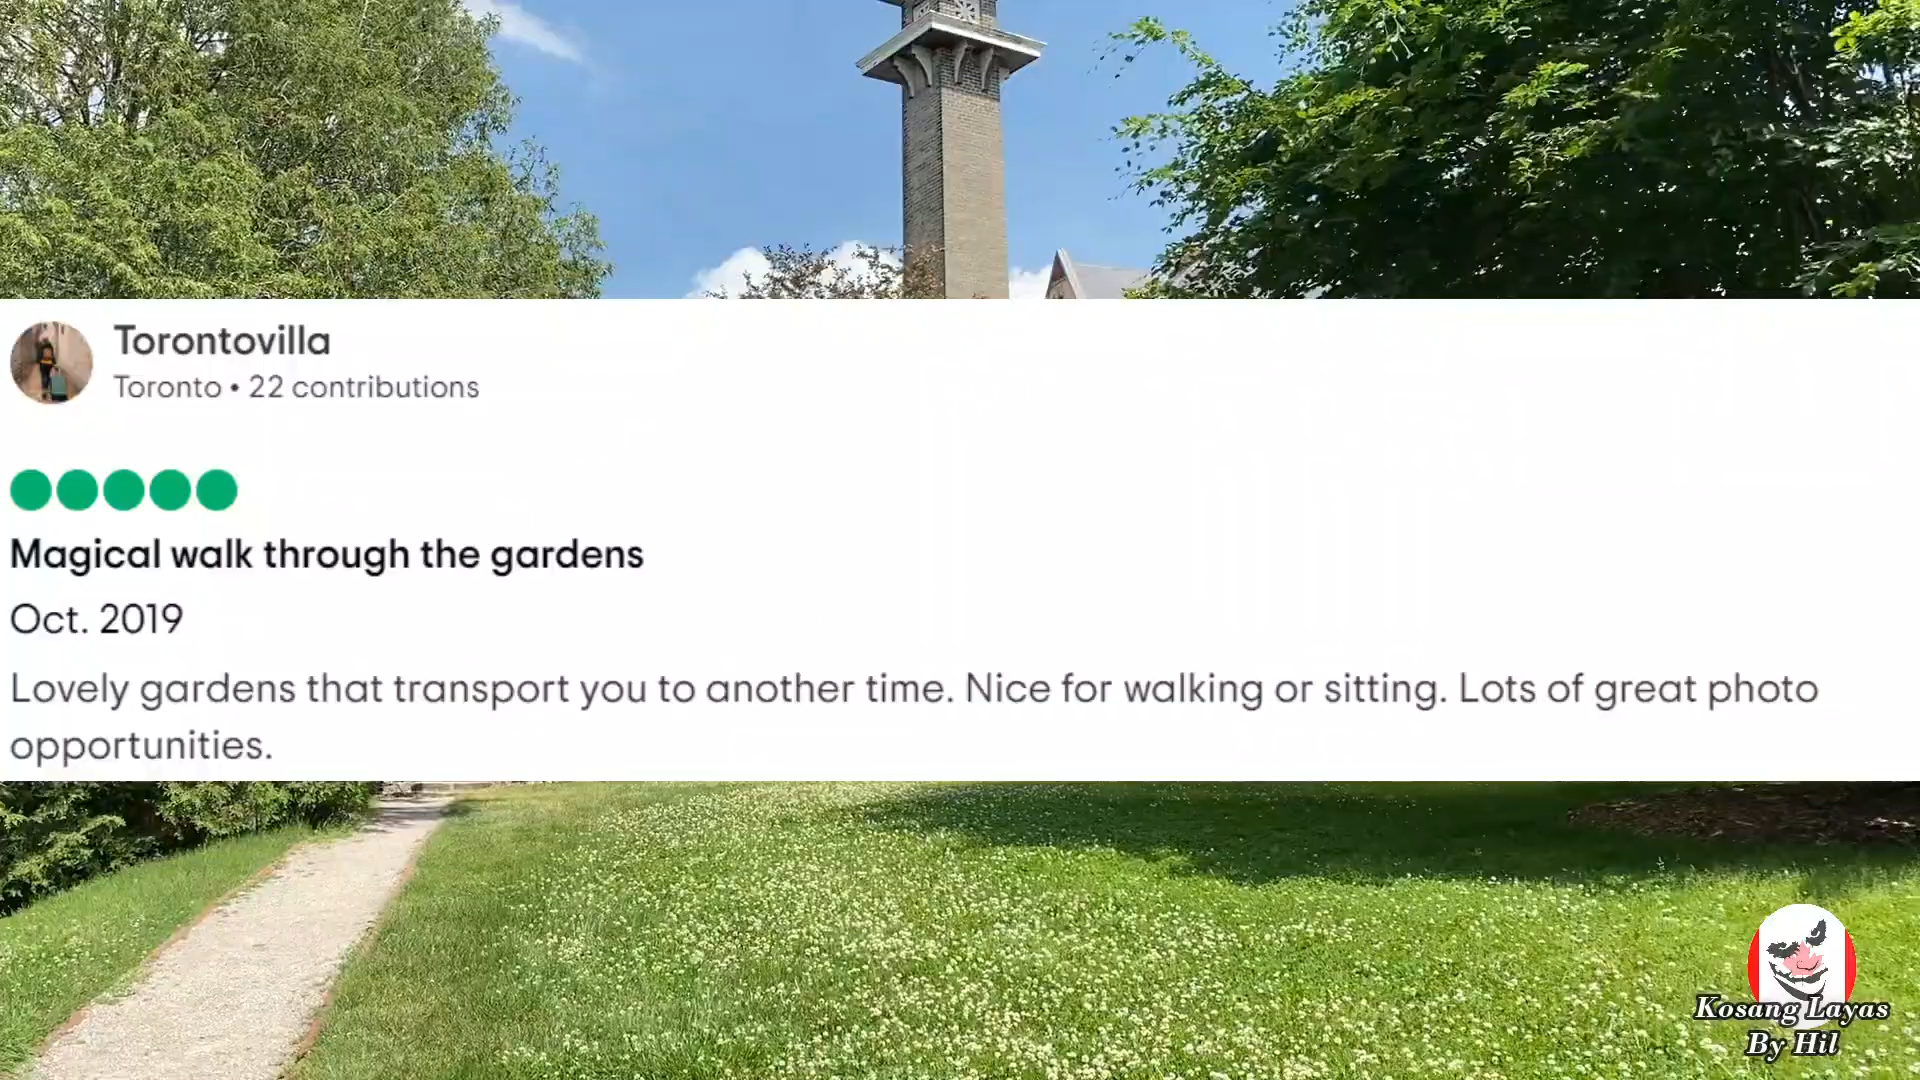 Torontovilla
Toronto • 22 contributions
Magical walk through the gardens
Oct. 2019
Lovely gardens that transport you to another time. Nice for walking or sitting. Lots of great photo
opportunities.
Kosang Layas
By Hil